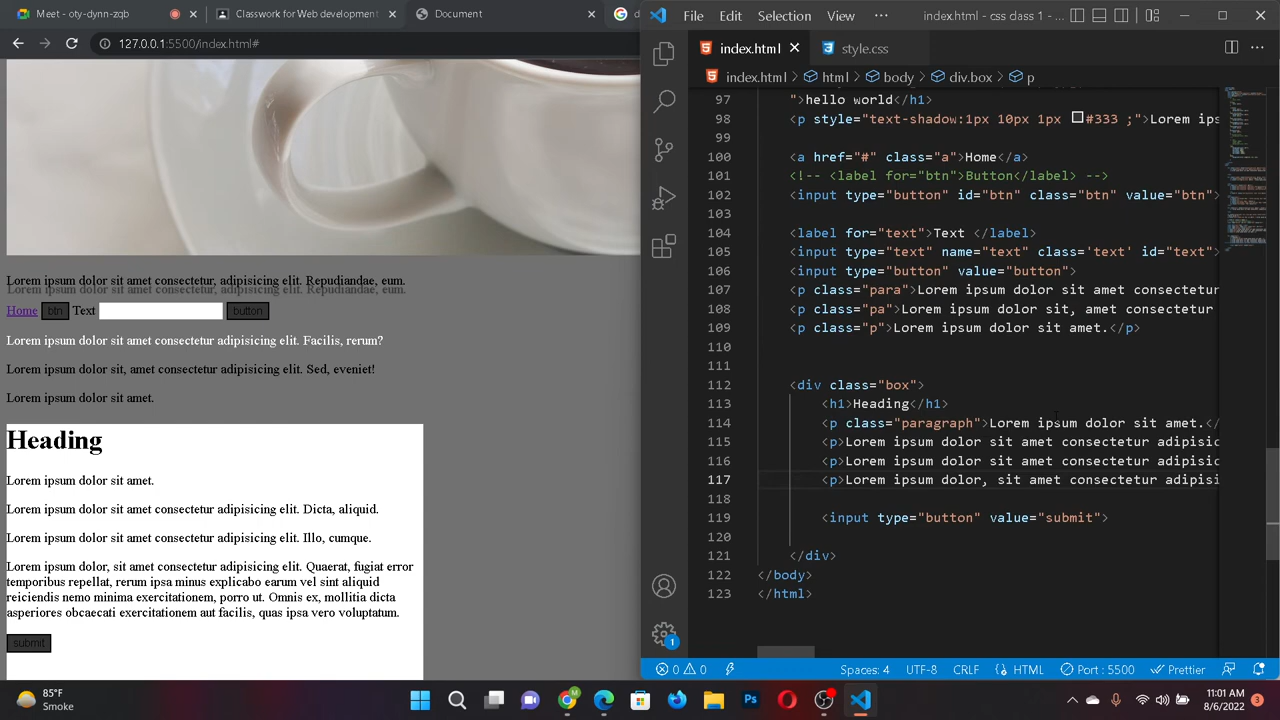 Meet - oty-dynn-zqb
Classwork for Web development
Document
127.0.0.1:5500/index.html#
Lorem ipsum dolor sit amet consectetur, adipisicing elit. Repudiandae, eum.
Home btn Text button
Lorem ipsum dolor sit amet consectetur adipisicing elit. Facilis, rerum?
Lorem ipsum dolor sit, amet consectetur adipisicing elit. Sed, eveniet!
Lorem ipsum dolor sit amet.
Heading
Lorem ipsum dolor sit amet.
Lorem ipsum dolor sit amet consectetur adipisicing elit. Dicta, aliquid.
Lorem ipsum dolor sit amet consectetur adipisicing elit. Illo, cumque.
Lorem ipsum dolor, sit amet consectetur adipisicing elit. Quaerat, fugiat error
temporibus repellat, rerum ipsa minus explicabo earum vel sint aliquid
reiciendis nemo minima exercitationem, porro ut. Omnis ex, mollitia dicta
asperiores obcaecati exercitationem aut facilis, quas ipsa vero voluptatum.
submit
File Edit Selection View ··· index.html - css class 1 - ...
index.html style.css
index.html > html > body > div.box > p
97 ">hello world</h1>
98 <p style="text-shadow:1px 10px 1px #333 ;">Lorem ips
99
100 <a href="#" class="a">Home</a>
101 <!-- <label for="btn">Button</label> -->
102 <input type="button" id="btn" class="btn" value="btn">
103
104 <label for="text">Text </label>
105 <input type="text" name="text" class='text' id="text">
106 <input type="button" value="button">
107 <p class="para">Lorem ipsum dolor sit amet consectetur
108 <p class="pa">Lorem ipsum dolor sit, amet consectetur
109 <p class="p">Lorem ipsum dolor sit amet.</p>
110
111
112 <div class="box">
113 <h1>Heading</h1>
114 <p class="paragraph">Lorem ipsum dolor sit amet.</
115 <p>Lorem ipsum dolor sit amet consectetur adipisic
116 <p>Lorem ipsum dolor sit amet consectetur adipisic
117 <p>Lorem ipsum dolor, sit amet consectetur adipisi
118
119 <input type="button" value="submit">
120
121 </div>
122 </body>
123 </html>
1
0 0 Spaces: 4 UTF-8 CRLF HTML Port : 5500 Prettier
85°F
Smoke
M
Ps
11:01 AM
8/6/2022
3